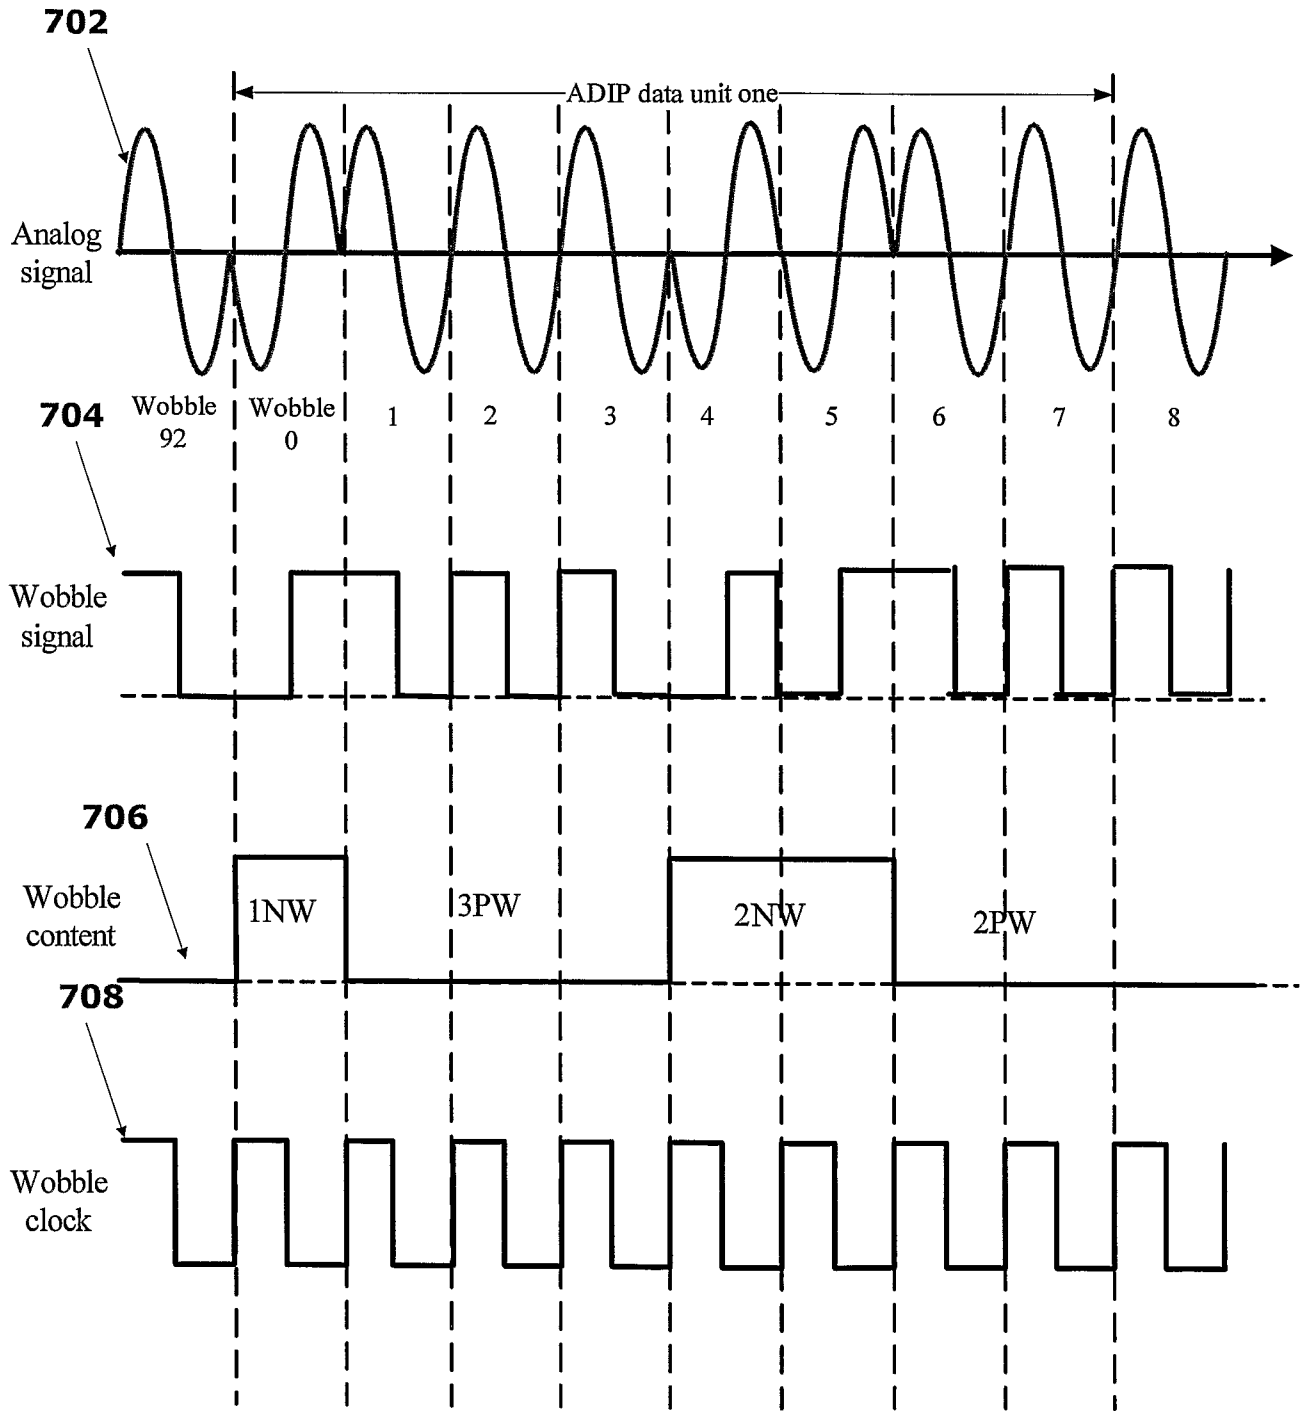 702
ADIP data unit one
Analog
signal
704
Wobble
92
Wobble
0
1
2
3
4
5
6
7
8
Wobble
signal
706
1NW
3PW
2NW
2PW
Wobble
content
708
Wobble
clock